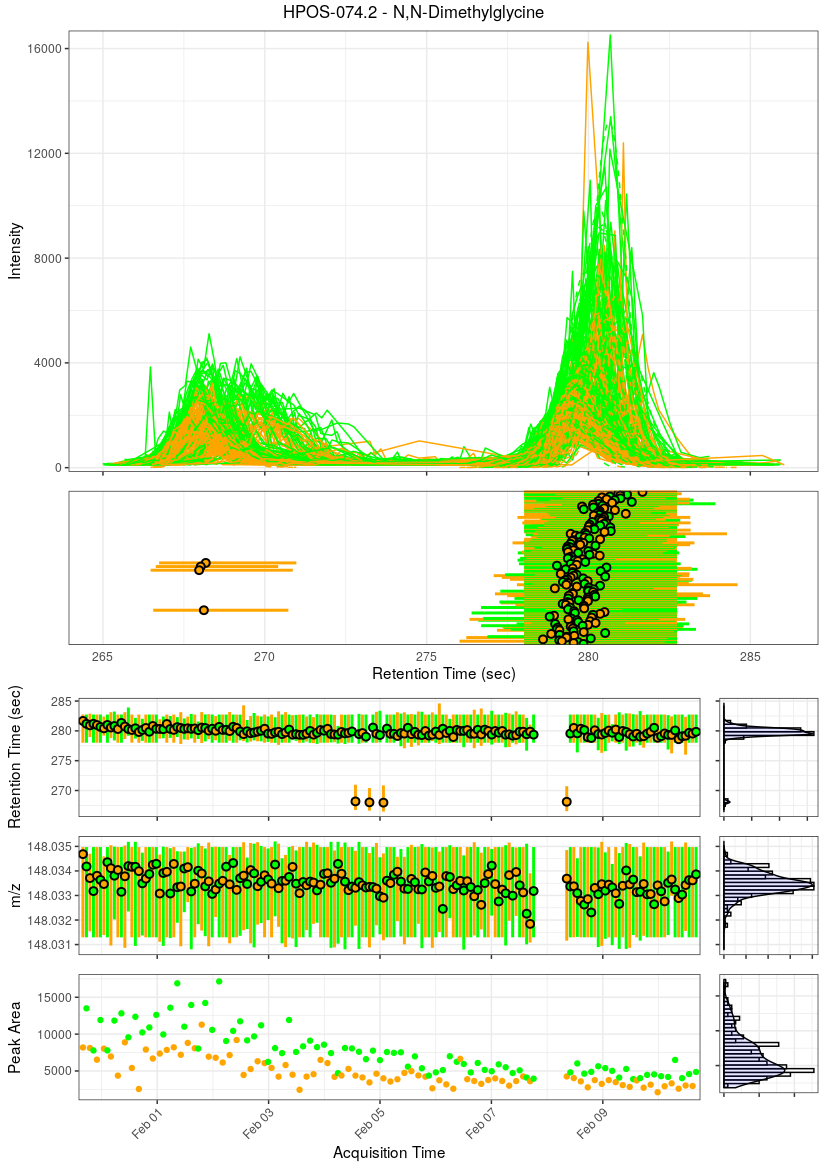 HPOS-074.2 - N,N-Dimethylglycine
Intensity
16000
12000
8000
4000
0
265
270
275
280
285
Retention Time (sec)
Retention Time (sec)
285
280
275
270
m/z
148.035
148.034
148.033
148.032
148.031
Peak Area
15000
10000
5000
Feb 01
Feb 03
Feb 05
Feb 07
Feb 09
Acquisition Time